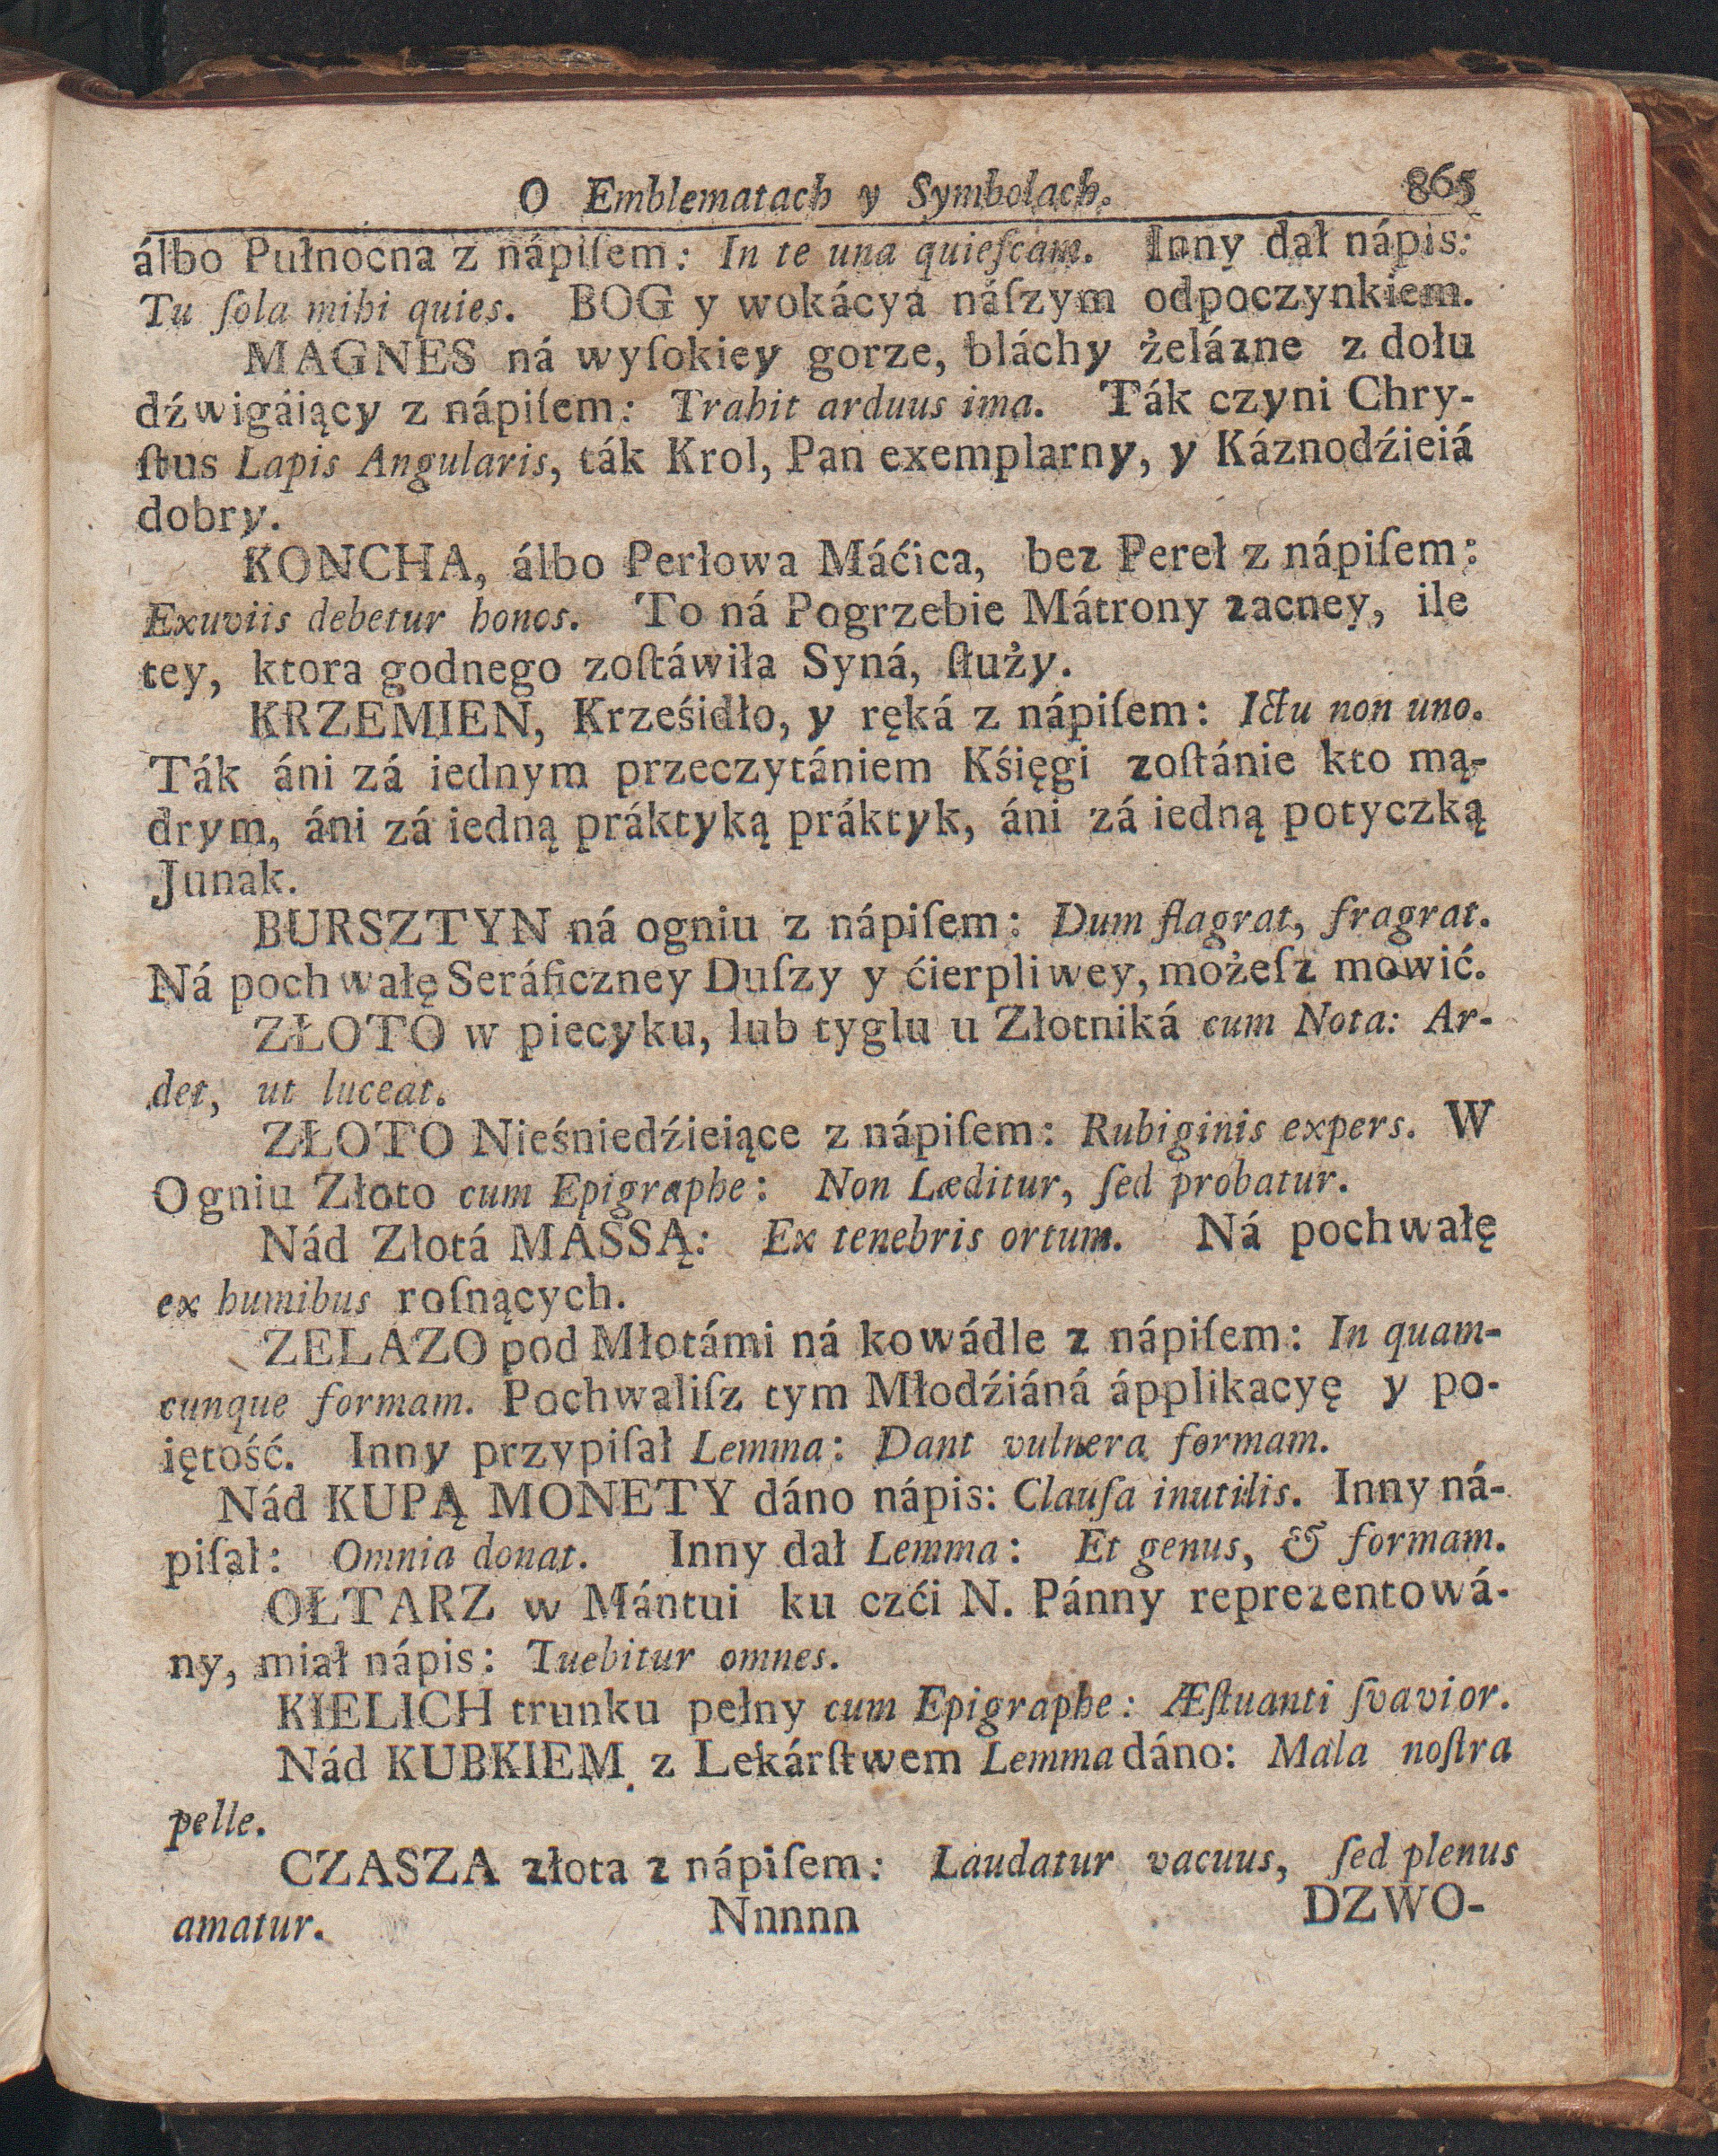 O Emblematach y Symbolach. 865
álbo Pułnocna z nápiſem: In te una quieſcam. Inny dał nápis:
Tu ſola mihi quies. BOG y wokácya náſzym odpoczynkiem.
MAGNES ná wyſokiey gorze, bláchy żelázne z dołu
dźwigáiący z nápiſem: Trahit arduus ima. Ták czyni Chry-
ſtus Lapis Angularis, ták Krol, Pan exemplarny, y Káznodźieiá
dobry.
KONCHA, álbo Perłowa Máćica, bez Pereł z nápiſem:
Exuviis debetur honos. To ná Pogrzebie Mátrony zacney, ile
tey, ktora godnego zoſtáwiła Syná, ſłuży.
KRZEMIEN, Krześidło, y ręká z nápiſem: Ictu non uno.
Ták áni zá iednym przeczytániem Kśięgi zoſtánie kto mą-
drym, áni zá iedną práktyką práktyk, áni zá iedną potyczką
Junak.
BURSZTYN ná ogniu z nápiſem: Dum flagrat, fragrat.
Ná pochwałę Seráficzney Duſzy y ćierpliwey, możeſz mowić.
ZŁOTO w piecyku, lub tyglu u Złotniká cum Nota: Ar-
det, ut luceat.
ZŁOTO Nieśniedźieiące z nápiſem: Rubiginis expers. W
Ogniu Złoto cum Epigraphe: Non Læditur, ſed probatur.
Nád Złotá MASSĄ: Ex tenebris ortum. Ná pochwałę
ex humibus roſnących.
ZELAZO pod Młotámi ná kowádle z nápiſem: In quam-
cunque formam. Pochwaliſz tym Młodźiáná ápplikacyę y po-
iętość. Inny przypiſał Lemma: Dant vulnera formam.
Nád KUPĄ MONETY dáno nápis: Clauſa inutilis. Inny ná-
piſał: Omnia donat. Inny dał Lemma: Et genus, & formam.
OŁTARZ w Mántui ku czći N. Pánny reprezentowá-
ny, miał nápis: Tuebitur omnes.
KIELICH trunku pełny cum Epigraphe: Æſtuanti ſvavior.
Nád KUBKIEM z Lekárſtwem Lemma dáno: Mala noſtra
pelle.
CZASZA złota z nápiſem: Laudatur vacuus, ſed plenus
amatur. Nnnnn DZWO-